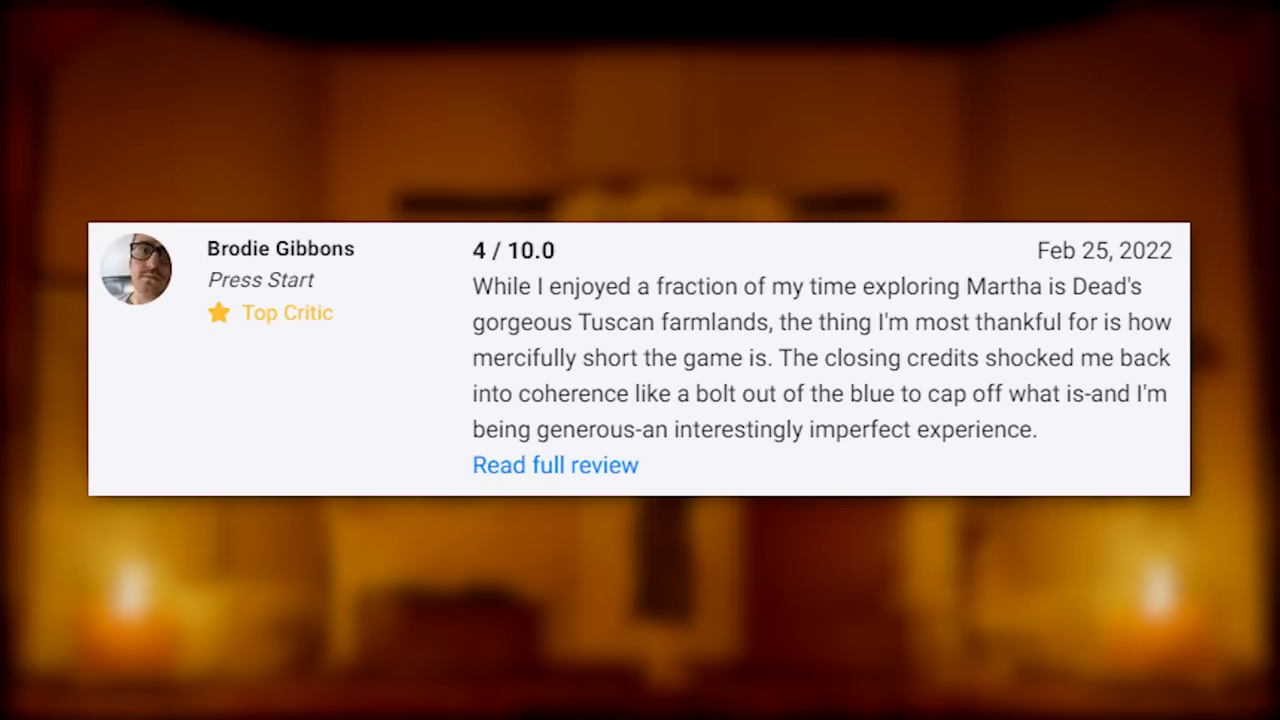 Brodie Gibbons
Press Start
Top Critic
4 / 10.0
Feb 25, 2022
While I enjoyed a fraction of my time exploring Martha is Dead's
gorgeous Tuscan farmlands, the thing I'm most thankful for is how
mercifully short the game is. The closing credits shocked me back
into coherence like a bolt out of the blue to cap off what is-and I'm
being generous-an interestingly imperfect experience.
Read full review